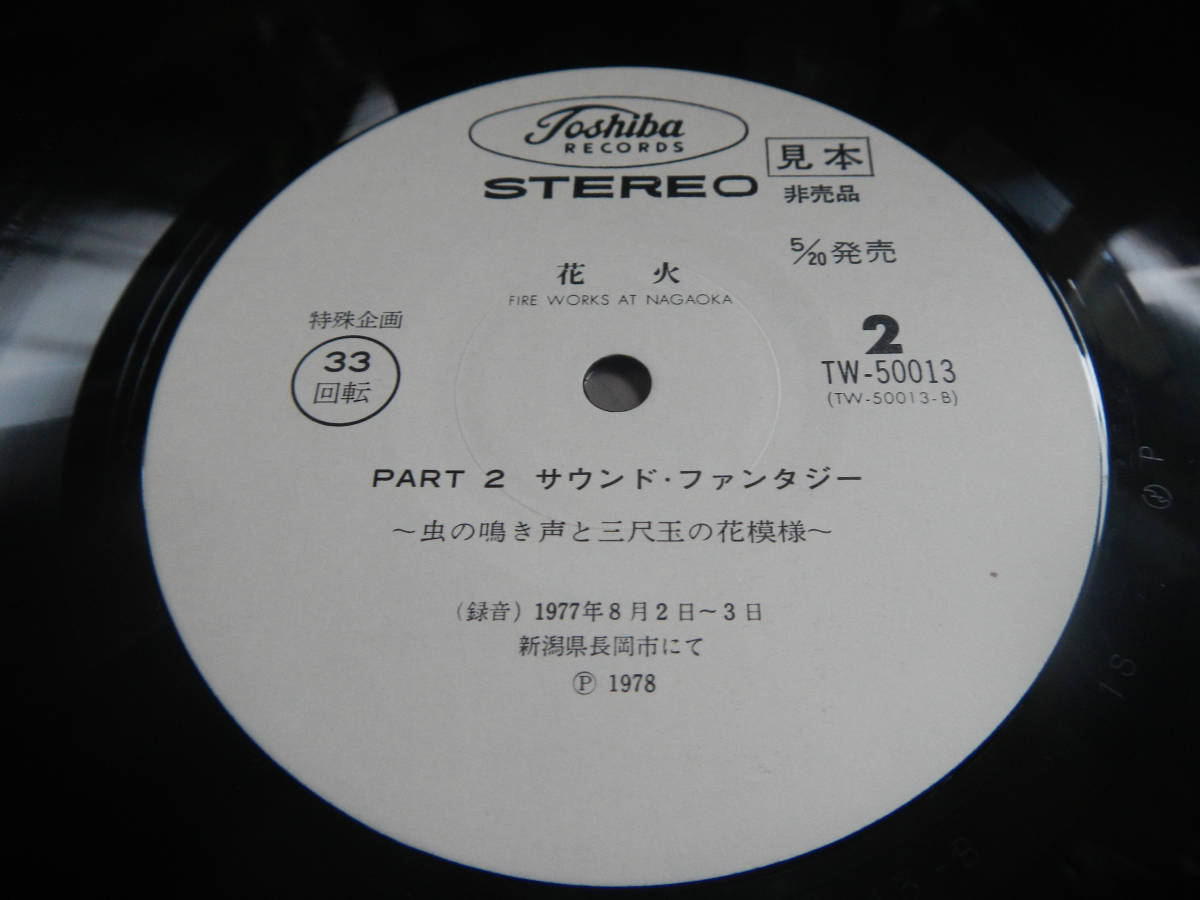 Toshiba
RECORDS
STEREO
見本
非売品
5/20発売
花 火
FIRE WORKS AT NAGAOKA
特殊企画
33
回転
2
TW-50013
(TW-50013-B)
PART 2 サウンド・ファンタジー
〜虫の鳴き声と三尺玉の花模様〜
(録音) 1977年8月2日〜3日
新潟県長岡市にて
Ⓟ 1978
P
1S